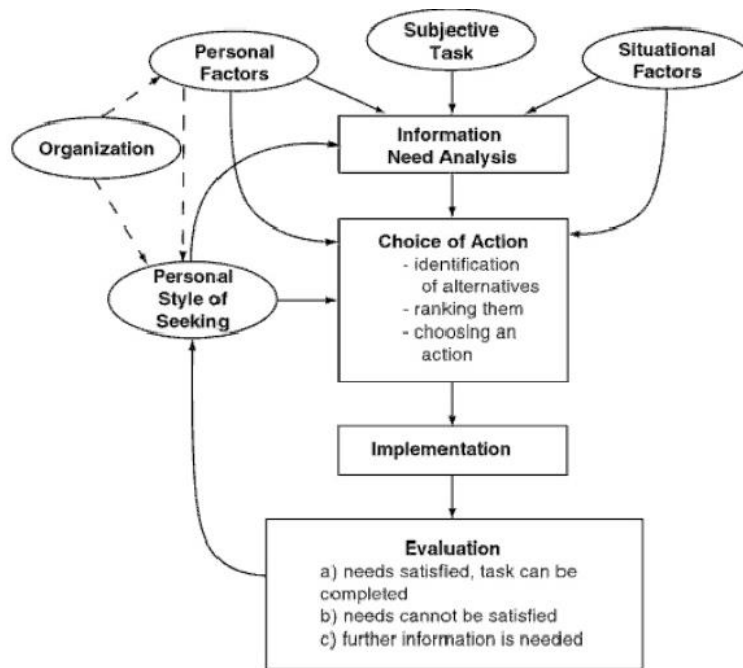 Subjective
Task
Personal
Factors
Situational
Factors
Organization
Information
Need Analysis
Choice of Action
- identification
of alternatives
- ranking them
- choosing an
action
Personal
Style of
Seeking
Implementation
Evaluation
a) needs satisfied, task can be
completed
b) needs cannot be satisfied
c) further information is needed